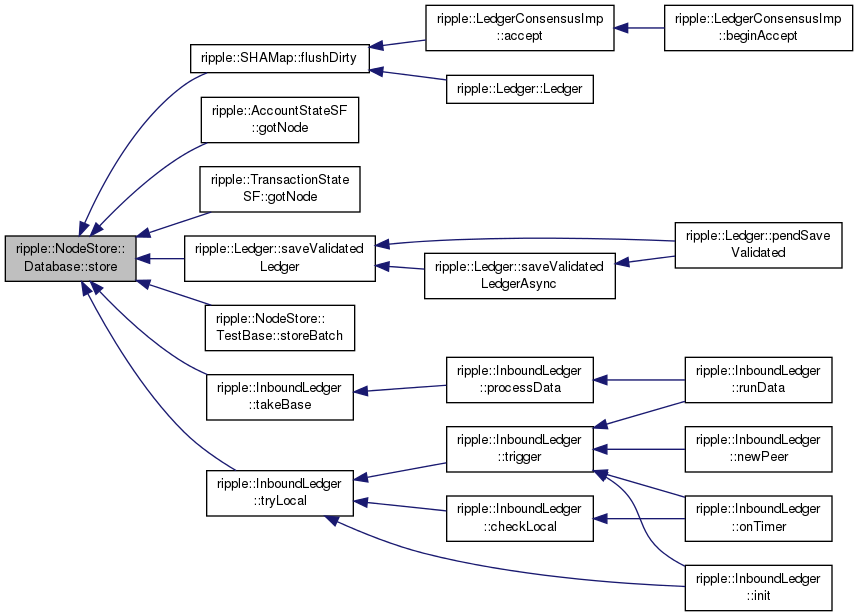 ripple::LedgerConsensusImp
::accept
ripple::LedgerConsensusImp
::beginAccept
ripple::SHAMap::flushDirty
ripple::Ledger::Ledger
ripple::AccountStateSF
::gotNode
ripple::TransactionState
SF::gotNode
ripple::NodeStore::
Database::store
ripple::Ledger::saveValidated
Ledger
ripple::Ledger::pendSave
Validated
ripple::Ledger::saveValidated
LedgerAsync
ripple::NodeStore::
TestBase::storeBatch
ripple::InboundLedger
::takeBase
ripple::InboundLedger
::processData
ripple::InboundLedger
::runData
ripple::InboundLedger
::trigger
ripple::InboundLedger
::newPeer
ripple::InboundLedger
::tryLocal
ripple::InboundLedger
::checkLocal
ripple::InboundLedger
::onTimer
ripple::InboundLedger
::init